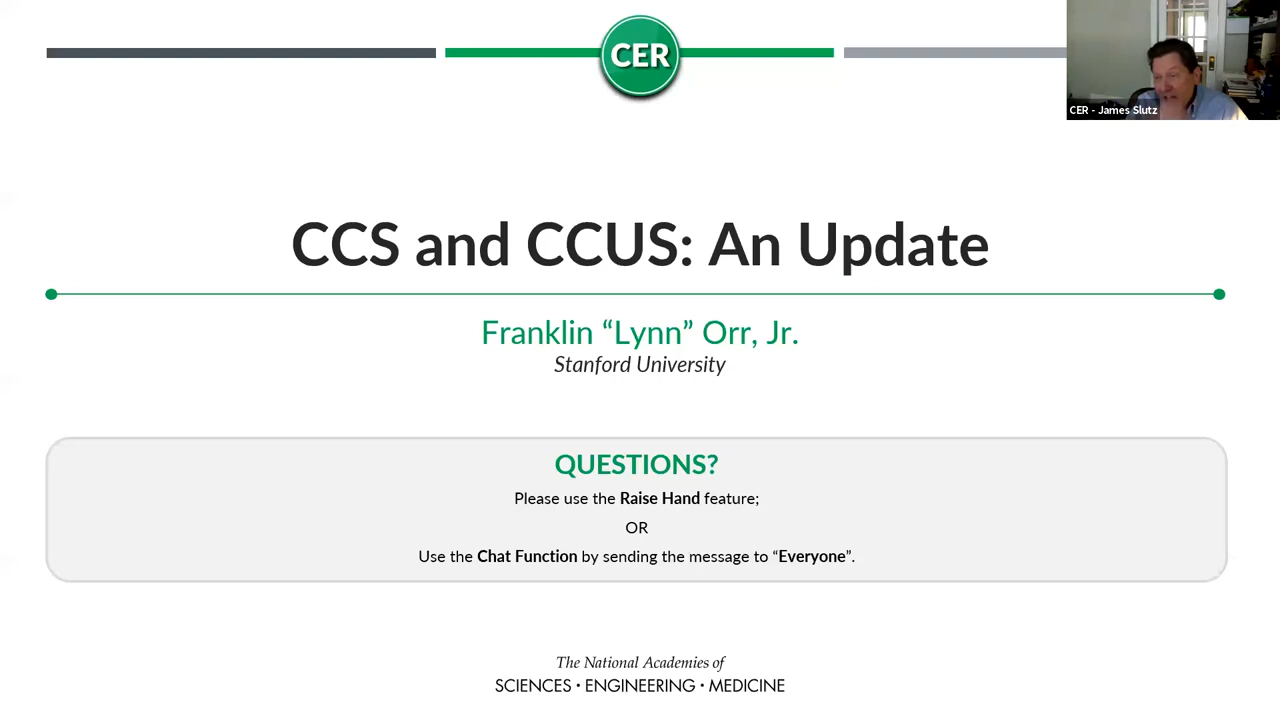 CER
CER - James Slutz
CCS and CCUS: An Update
Franklin “Lynn” Orr, Jr.
Stanford University
QUESTIONS?
Please use the Raise Hand feature;
OR
Use the Chat Function by sending the message to “Everyone”.
The National Academies of
SCIENCES · ENGINEERING · MEDICINE